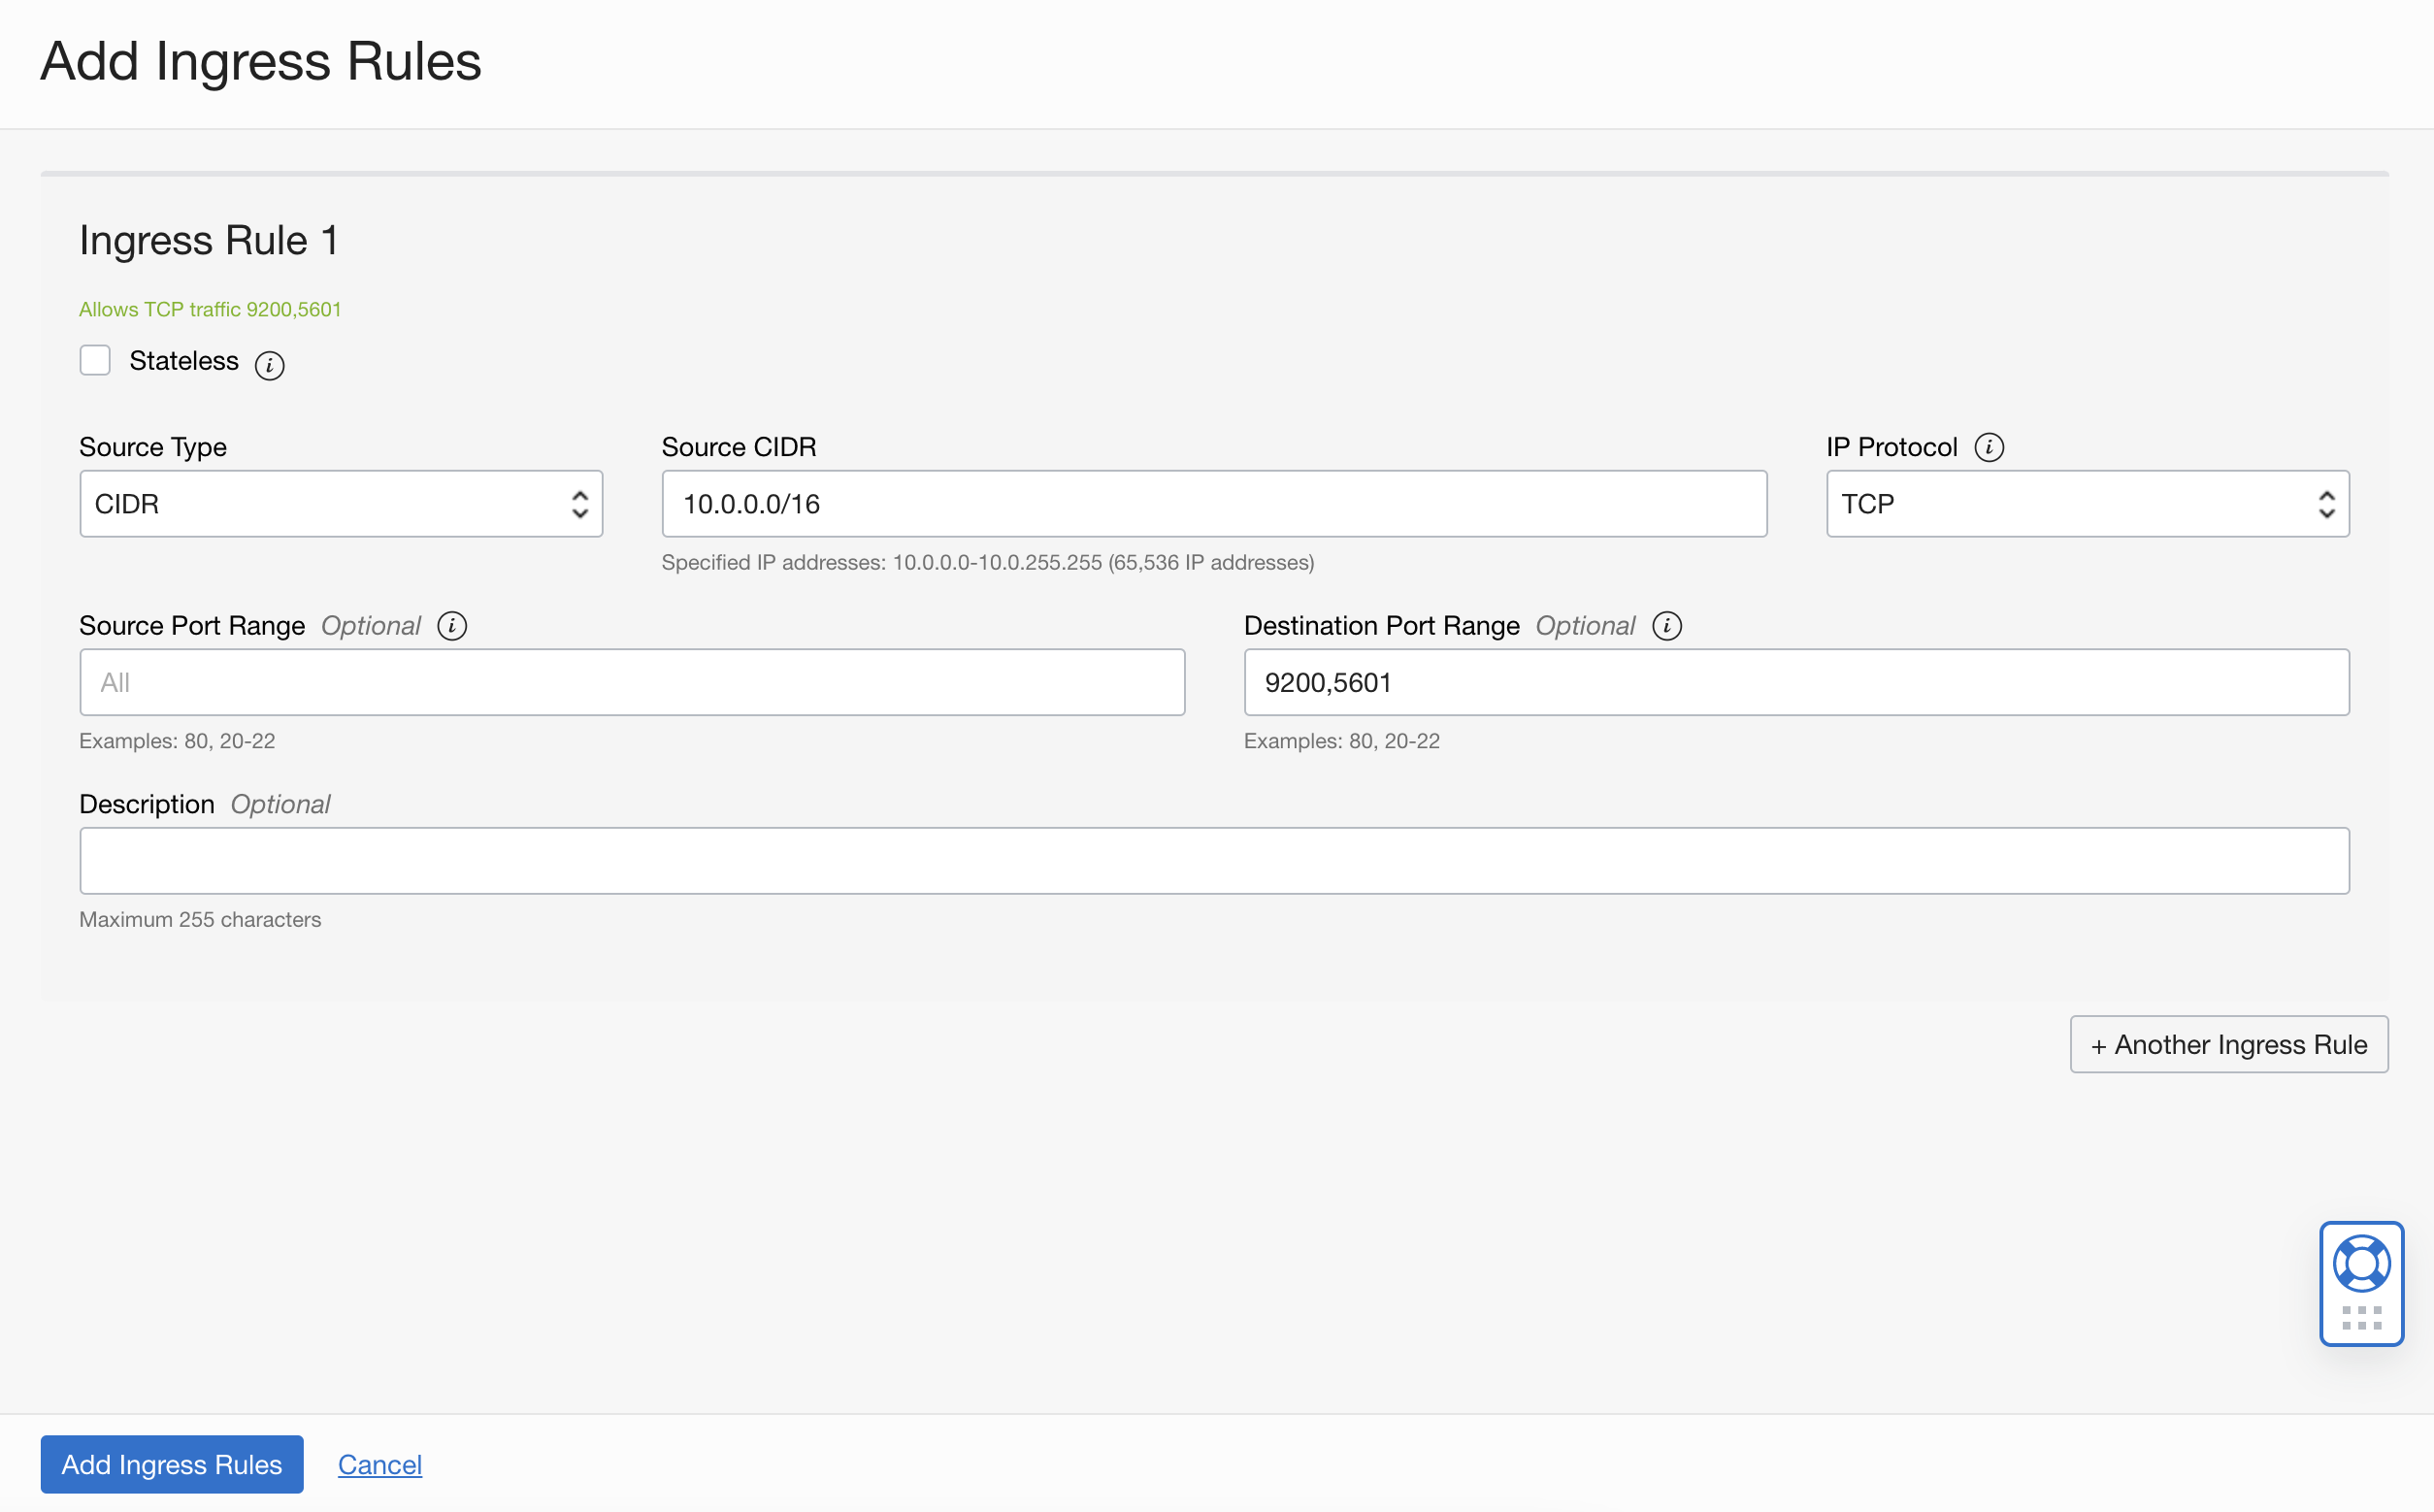 Add Ingress Rules
Ingress Rule 1
Allows TCP traffic 9200,5601
Stateless i
Source Type
CIDR
Source CIDR
10.0.0.0/16
Specified IP addresses: 10.0.0.0-10.0.255.255 (65,536 IP addresses)
IP Protocol i
TCP
Source Port Range Optional i
All
Examples: 80, 20-22
Destination Port Range Optional i
9200,5601
Examples: 80, 20-22
Description Optional
Maximum 255 characters
+ Another Ingress Rule
Add Ingress Rules Cancel